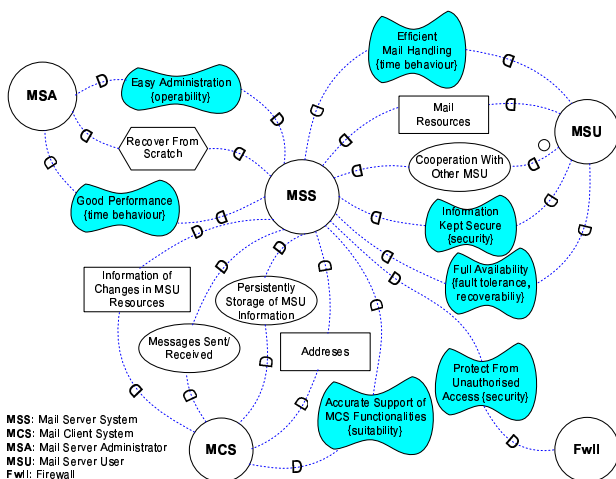 Efficient
Mail Handling
{time behaviour}
MSA
Easy Administration
{operability}
Mail
Resources
MSU
Recover From
Scratch
Cooperation With
Other MSU
MSS
Good Performance
{time behaviour}
Information
Kept Secure
{security}
Full Availability
{fault tolerance,
recoverabiliy}
Information of
Changes in MSU
Resources
Persistently
Storage of MSU
Information
Messages Sent/
Received
Addreses
Protect From
Unauthorised
Access {security}
Accurate Support of
MCS Functionalities
{suitability}
MCS
Fwll
MSS: Mail Server System
MCS: Mail Client System
MSA: Mail Server Administrator
MSU: Mail Server User
Fwll: Firewall